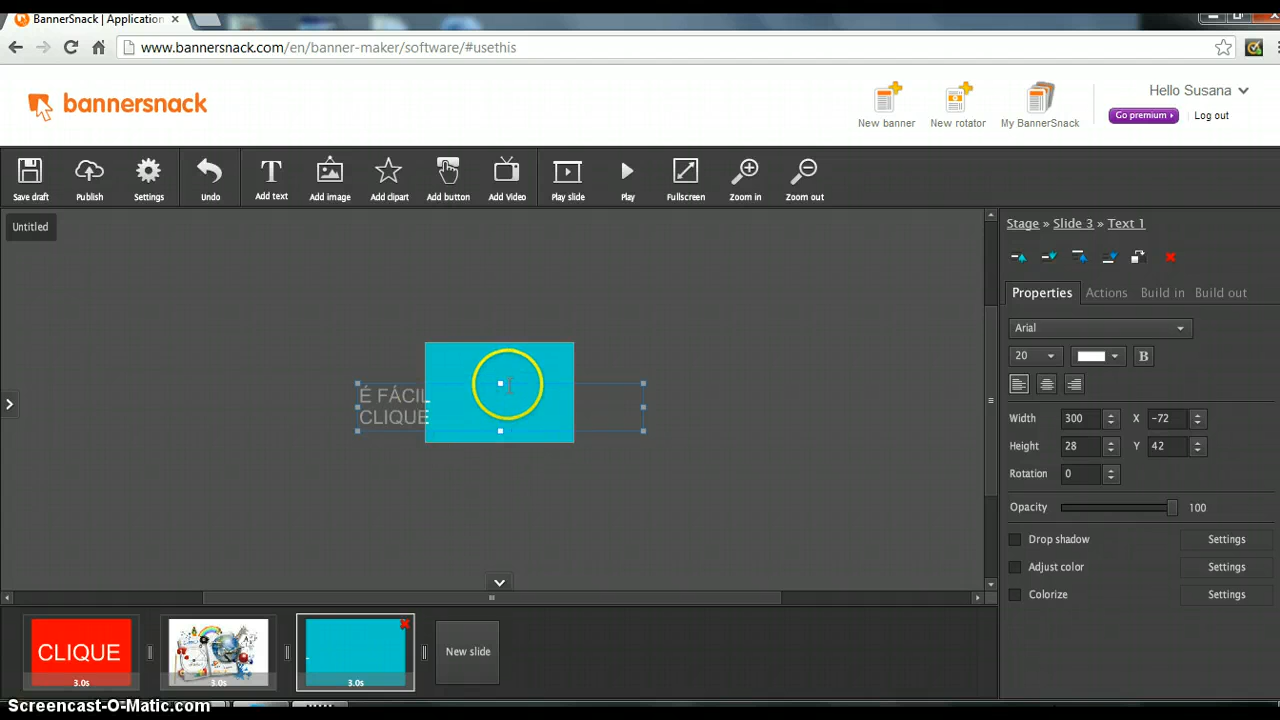 BannerSnack | Application
www.bannersnack.com/en/banner-maker/software/#usethis
bannersnack
New banner
New rotator
My BannerSnack
Hello Susana
Go premium
Log out
Save draft
Publish
Settings
Undo
Add text
Add image
Add clipart
Add button
Add Video
Play slide
Play
Fullscreen
Zoom in
Zoom out
Untitled
Stage » Slide 3 » Text 1
Properties
Actions
Build in
Build out
Arial
20
B
Width 300 X -72
Height 28 Y 42
Rotation 0
Opacity 100
Drop shadow Settings
Adjust color Settings
Colorize Settings
É FÁCIL
CLIQUE
CLIQUE
3.0s
3.0s
3.0s
New slide
Screencast-O-Matic.com